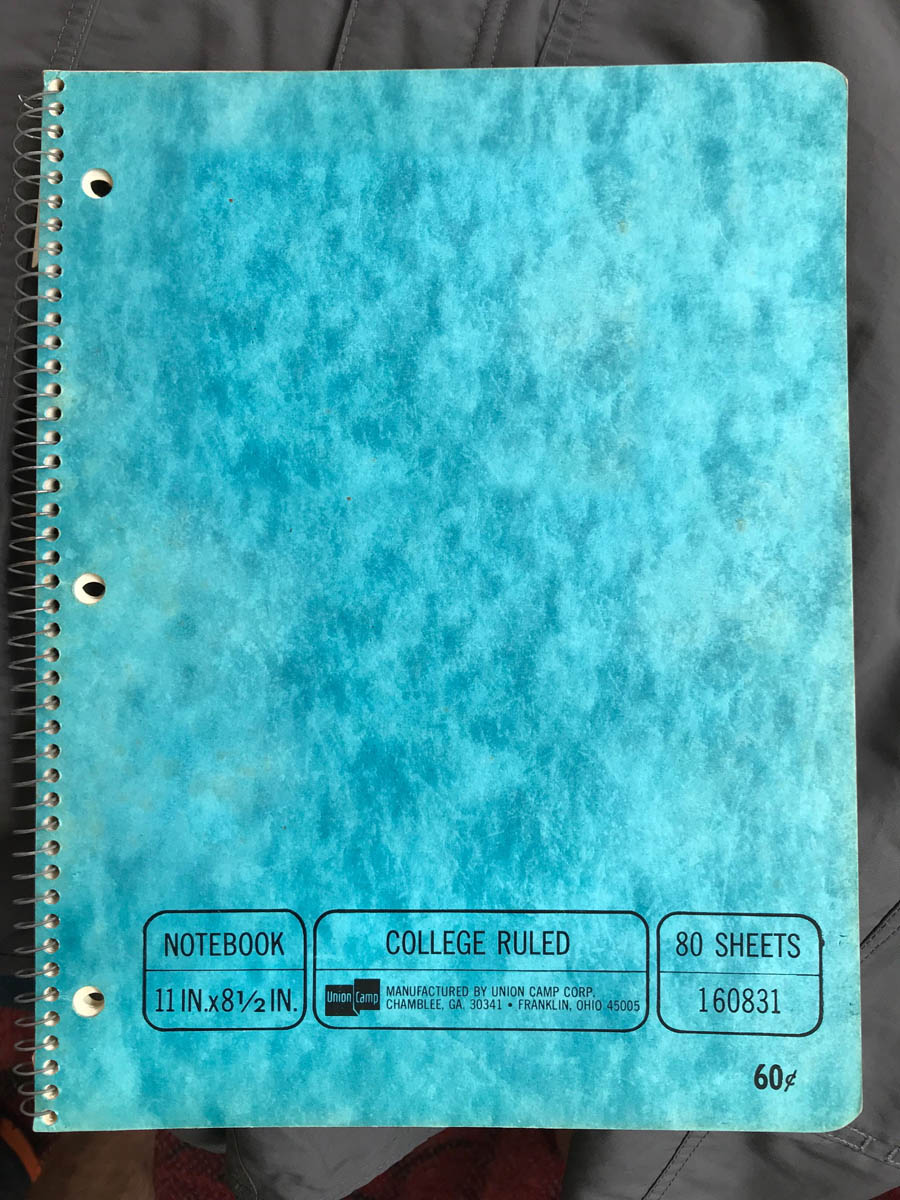 NOTEBOOK
11 IN.x8½ IN.
COLLEGE RULED
Union Camp
MANUFACTURED BY UNION CAMP CORP.
CHAMBLEE, GA. 30341 • FRANKLIN, OHIO 45005
80 SHEETS
160831
60¢